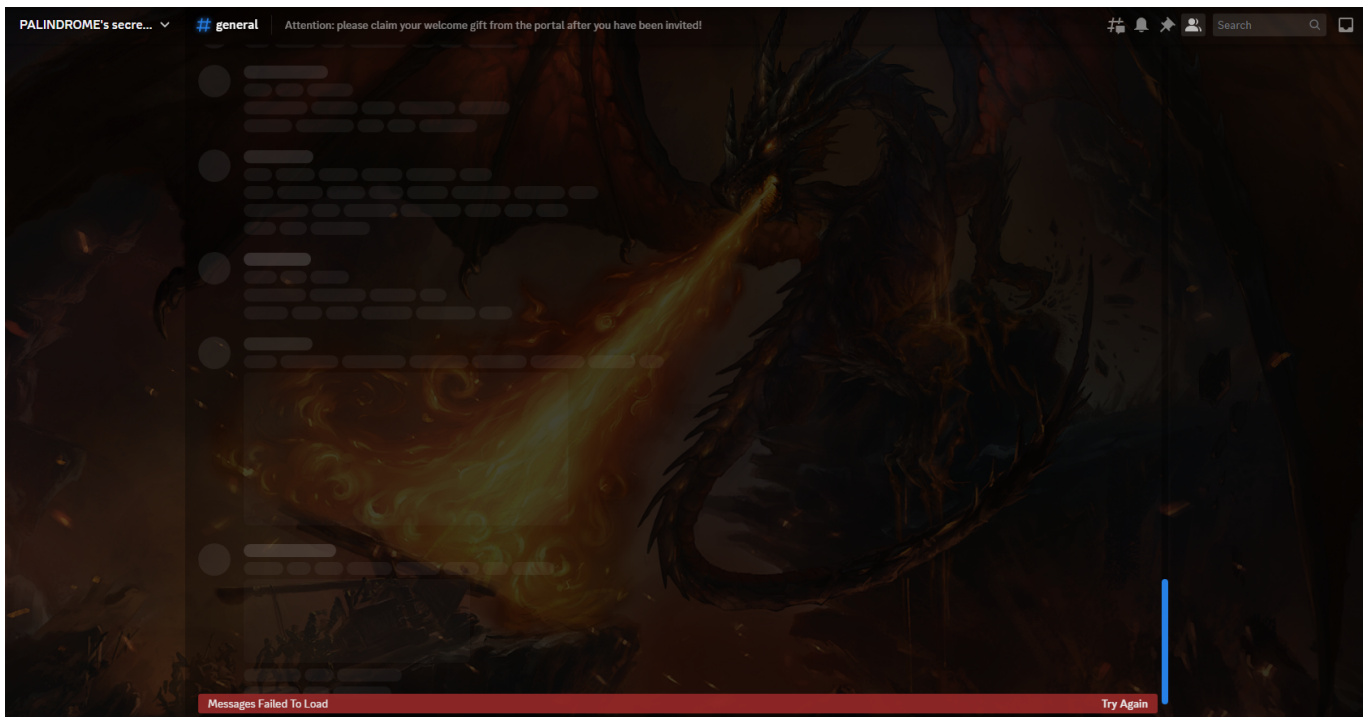 PALINDROME's secre...
# general
Attention: please claim your welcome gift from the portal after you have been invited!
Search
Messages Failed To Load
Try Again